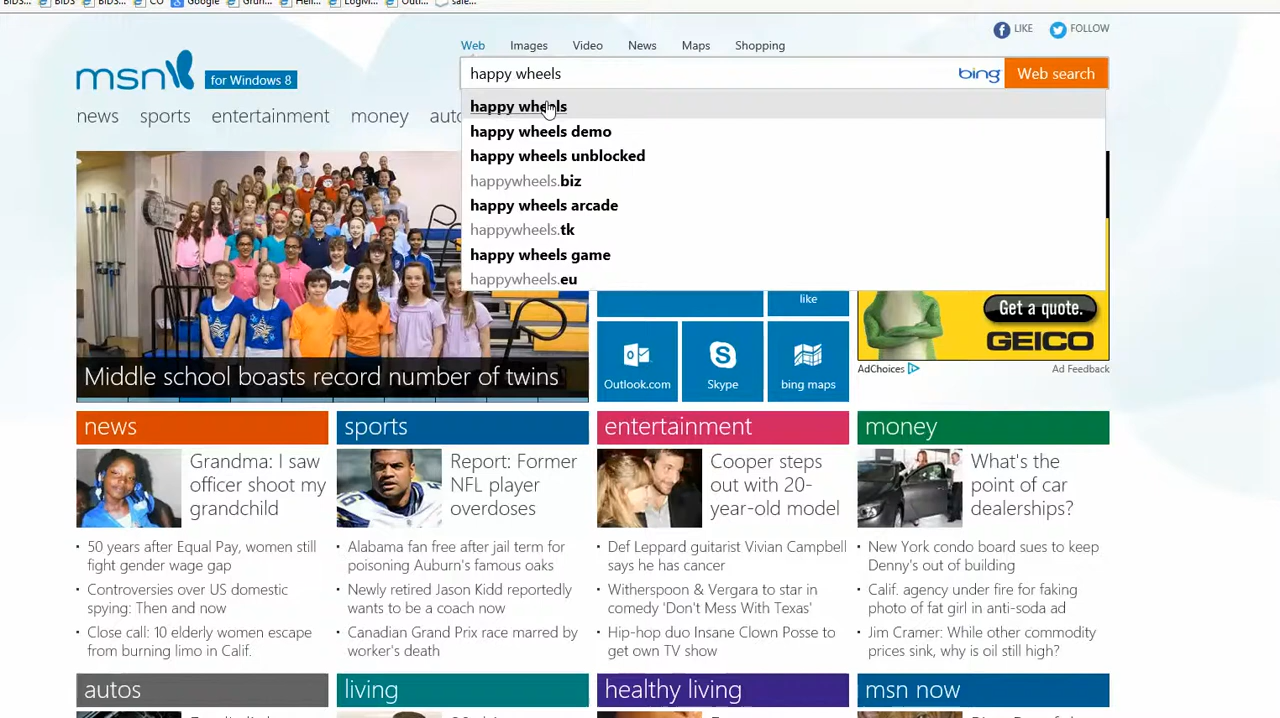 BIDS...
BIDS
BIDS...
CO
Google
Grun...
Hell...
LogM...
Outl...
sale...
LIKE
FOLLOW
Web
Images
Video
News
Maps
Shopping
msn
for Windows 8
happy wheels
bing
Web search
news
sports
entertainment
money
happy wheels
happy wheels demo
happy wheels unblocked
happywheels.biz
happy wheels arcade
happywheels.tk
happy wheels game
happywheels.eu
like
Get a quote.
GEICO
Outlook.com
Skype
bing maps
AdChoices
Ad Feedback
Middle school boasts record number of twins
news
sports
entertainment
money
Grandma: I saw
officer shoot my
grandchild
Report: Former
NFL player
overdoses
Cooper steps
out with 20-
year-old model
What's the
point of car
dealerships?
50 years after Equal Pay, women still
fight gender wage gap
Controversies over US domestic
spying: Then and now
Close call: 10 elderly women escape
from burning limo in Calif.
Alabama fan free after jail term for
poisoning Auburn's famous oaks
Newly retired Jason Kidd reportedly
wants to be a coach now
Canadian Grand Prix race marred by
worker's death
Def Leppard guitarist Vivian Campbell
says he has cancer
Witherspoon & Vergara to star in
comedy 'Don't Mess With Texas'
Hip-hop duo Insane Clown Posse to
get own TV show
New York condo board sues to keep
Denny's out of building
Calif. agency under fire for faking
photo of fat girl in anti-soda ad
Jim Cramer: While other commodity
prices sink, why is oil still high?
autos
living
healthy living
msn now